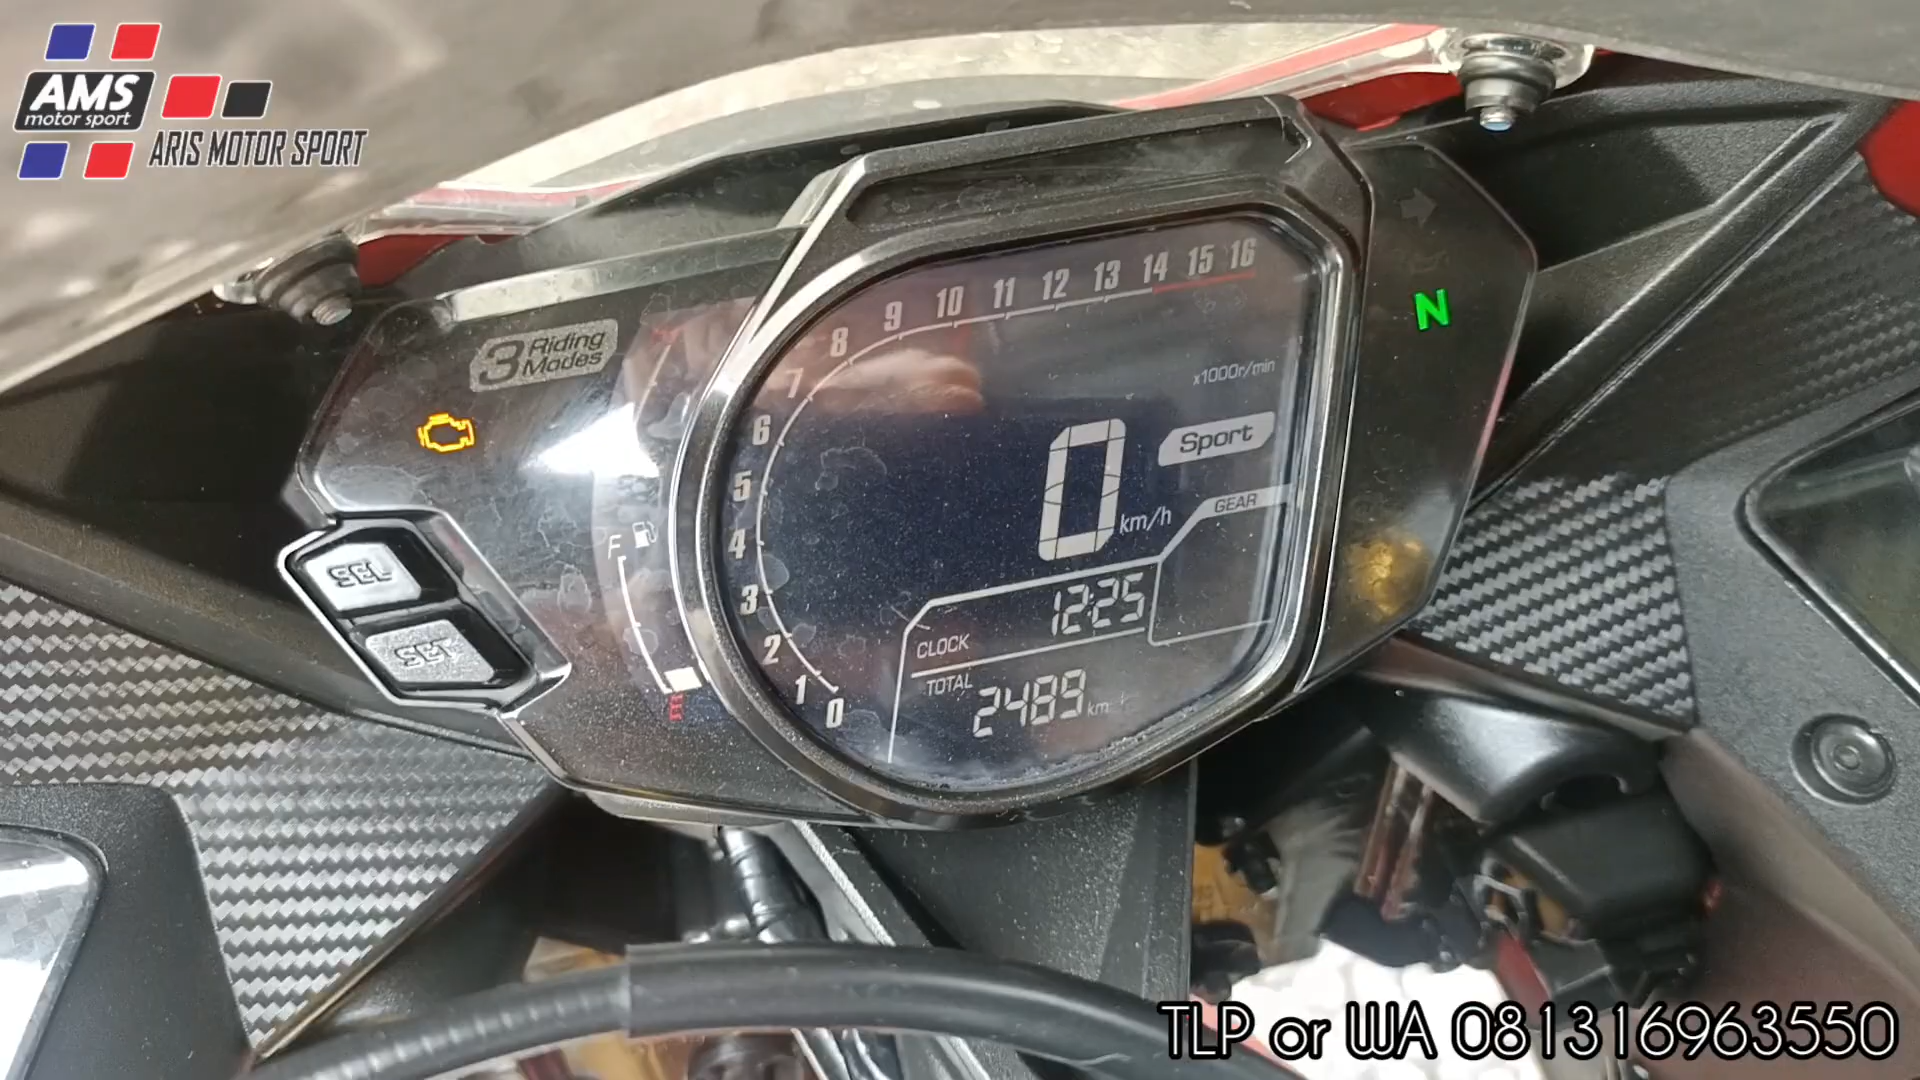 AMS
motor sport
ARIS MOTOR SPORT
3 Riding
Modes
0 1 2 3 4 5 6 7 8 9 10 11 12 13 14 15 16
x1000r/min
N
Sport
0 km/h
GEAR
F
E
SEL
SET
CLOCK 12:25
TOTAL 2489 km
TLP or WA 081316963550